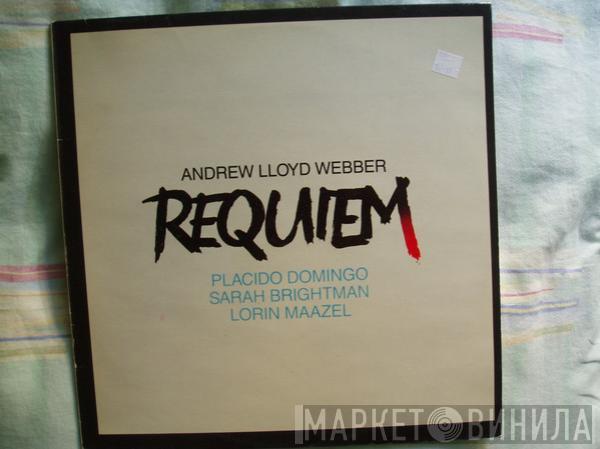 ANDREW LLOYD WEBBER
REQUIEM
PLACIDO DOMINGO
SARAH BRIGHTMAN
LORIN MAAZEL
МАРКЕТ ВИНИЛА